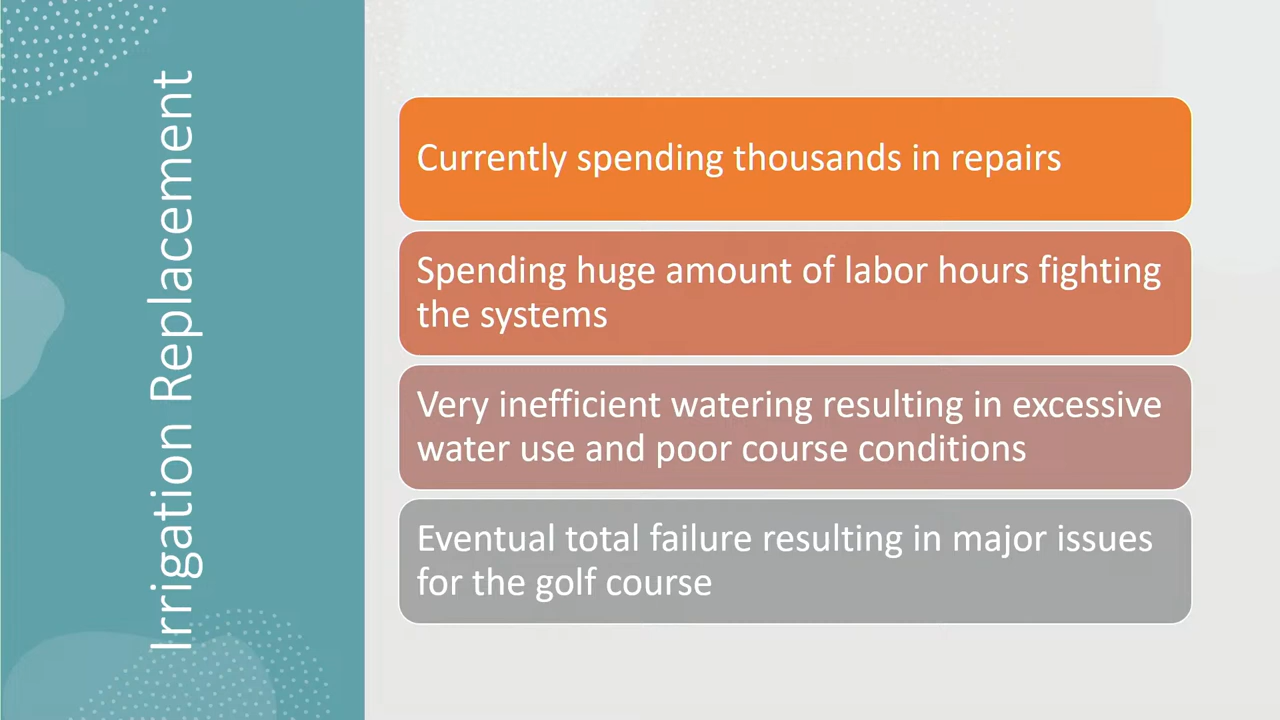 Irrigation Replacement
Currently spending thousands in repairs
Spending huge amount of labor hours fighting
the systems
Very inefficient watering resulting in excessive
water use and poor course conditions
Eventual total failure resulting in major issues
for the golf course